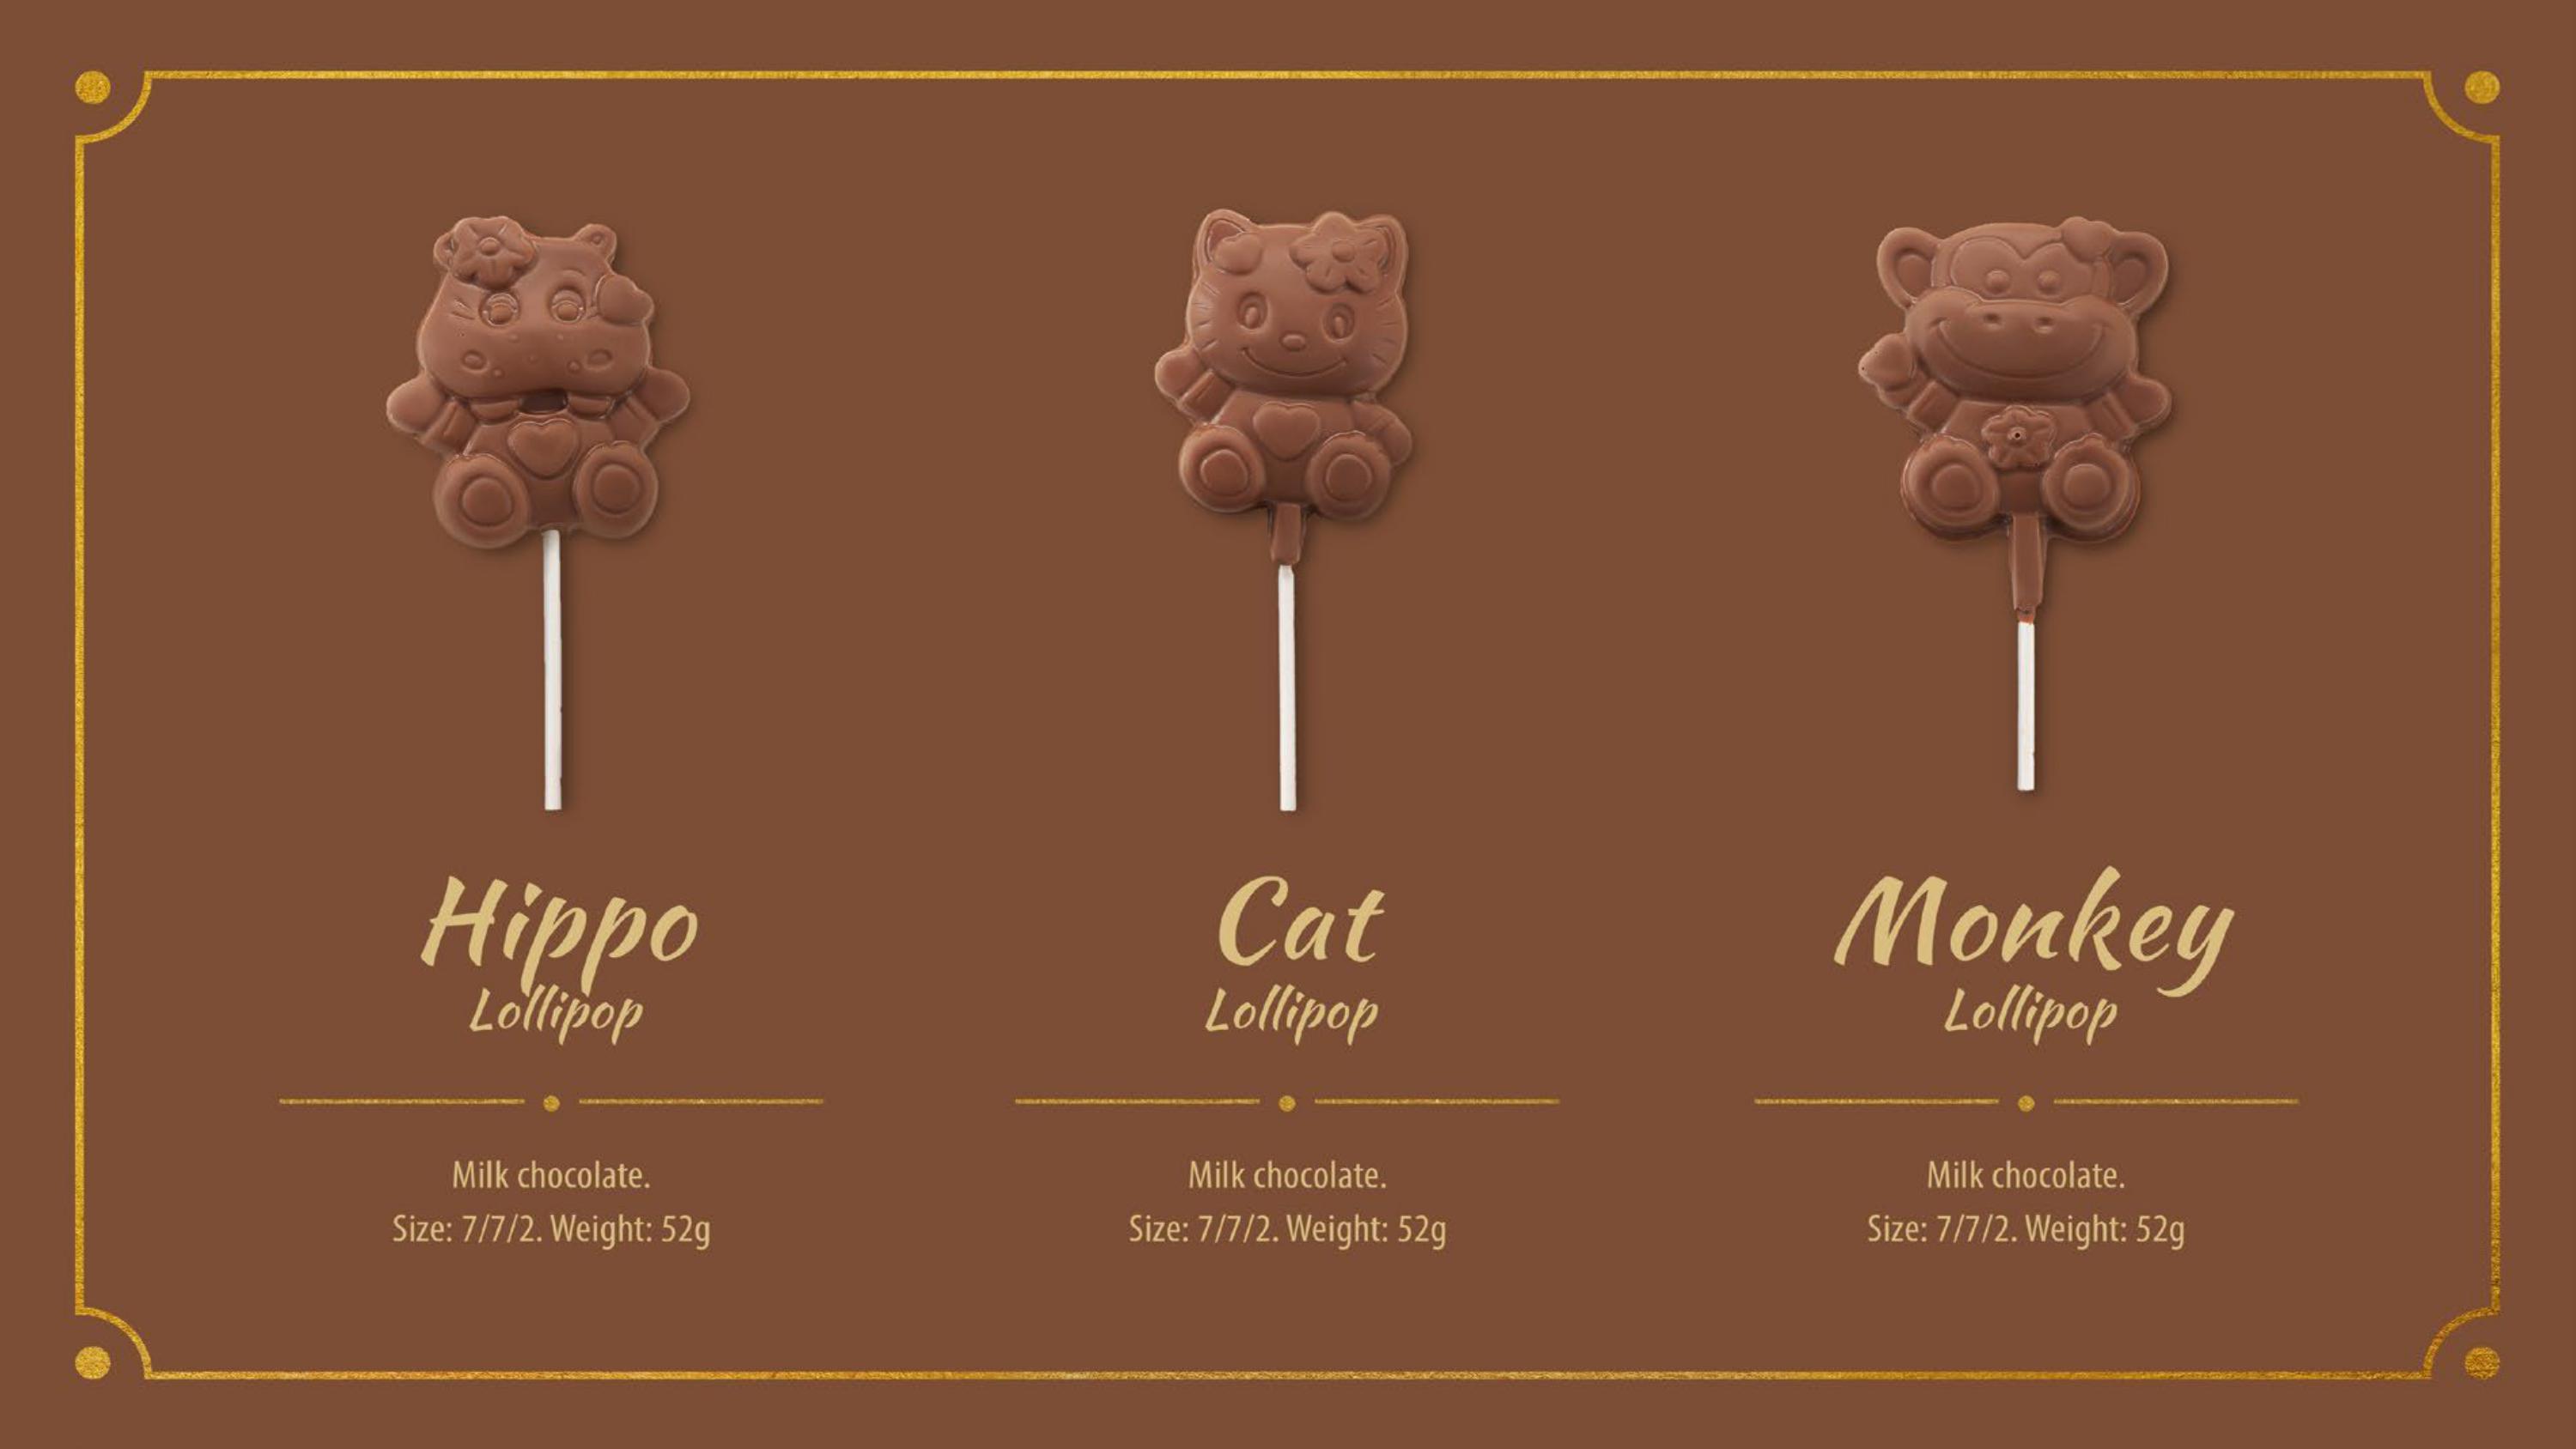 Hippo
Lollipop
Milk chocolate.
Size: 7/7/2. Weight: 52g
Cat
Lollipop
Milk chocolate.
Size: 7/7/2. Weight: 52g
Monkey
Lollipop
Milk chocolate.
Size: 7/7/2. Weight: 52g